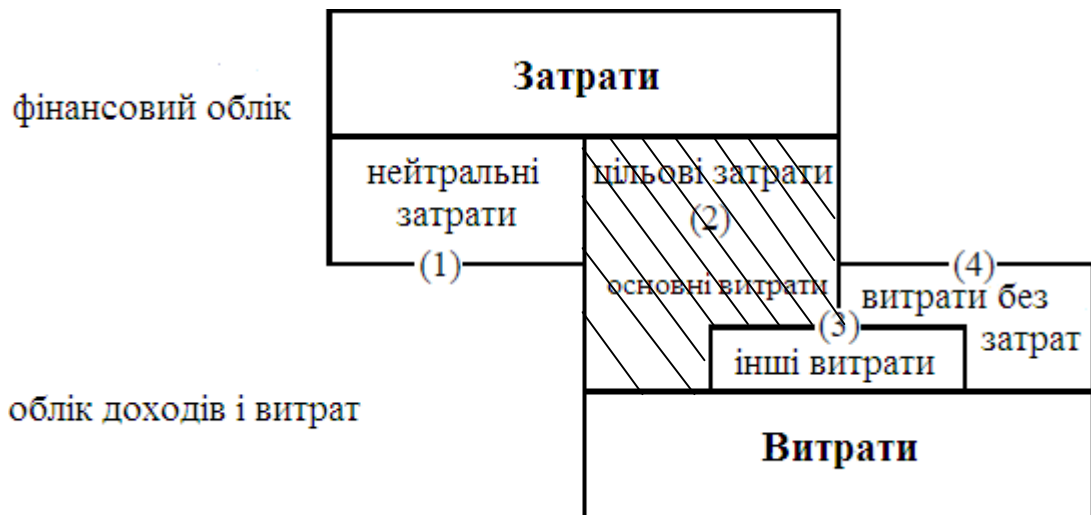 Затрати
фінансовий облік
нейтральні
затрати
(1)
цільові затрати
(2)
основні витрати
(3)
інші витрати
(4)
витрати без
затрат
облік доходів і витрат
Витрати